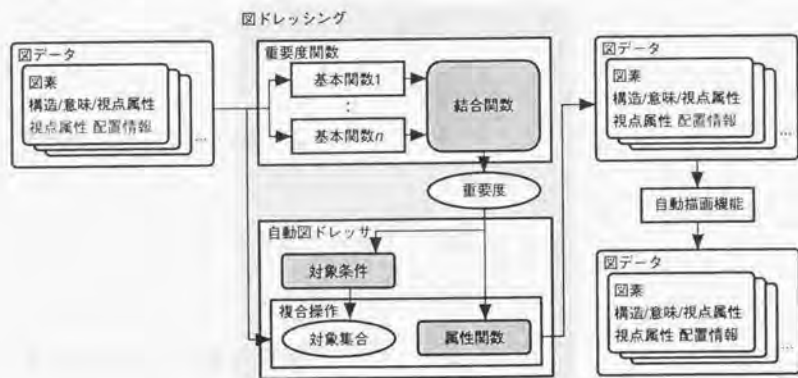 図ドレッシング
図データ
図素
構造/意味/視点属性
視点属性 配置情報
...
重要度関数
基本関数1
:
基本関数n
結合関数
重要度
自動図ドレッサ
対象条件
複合操作
対象集合
属性関数
図データ
図素
構造/意味/視点属性
視点属性 配置情報
...
自動描画機能
図データ
図素
構造/意味/視点属性
視点属性 配置情報
...